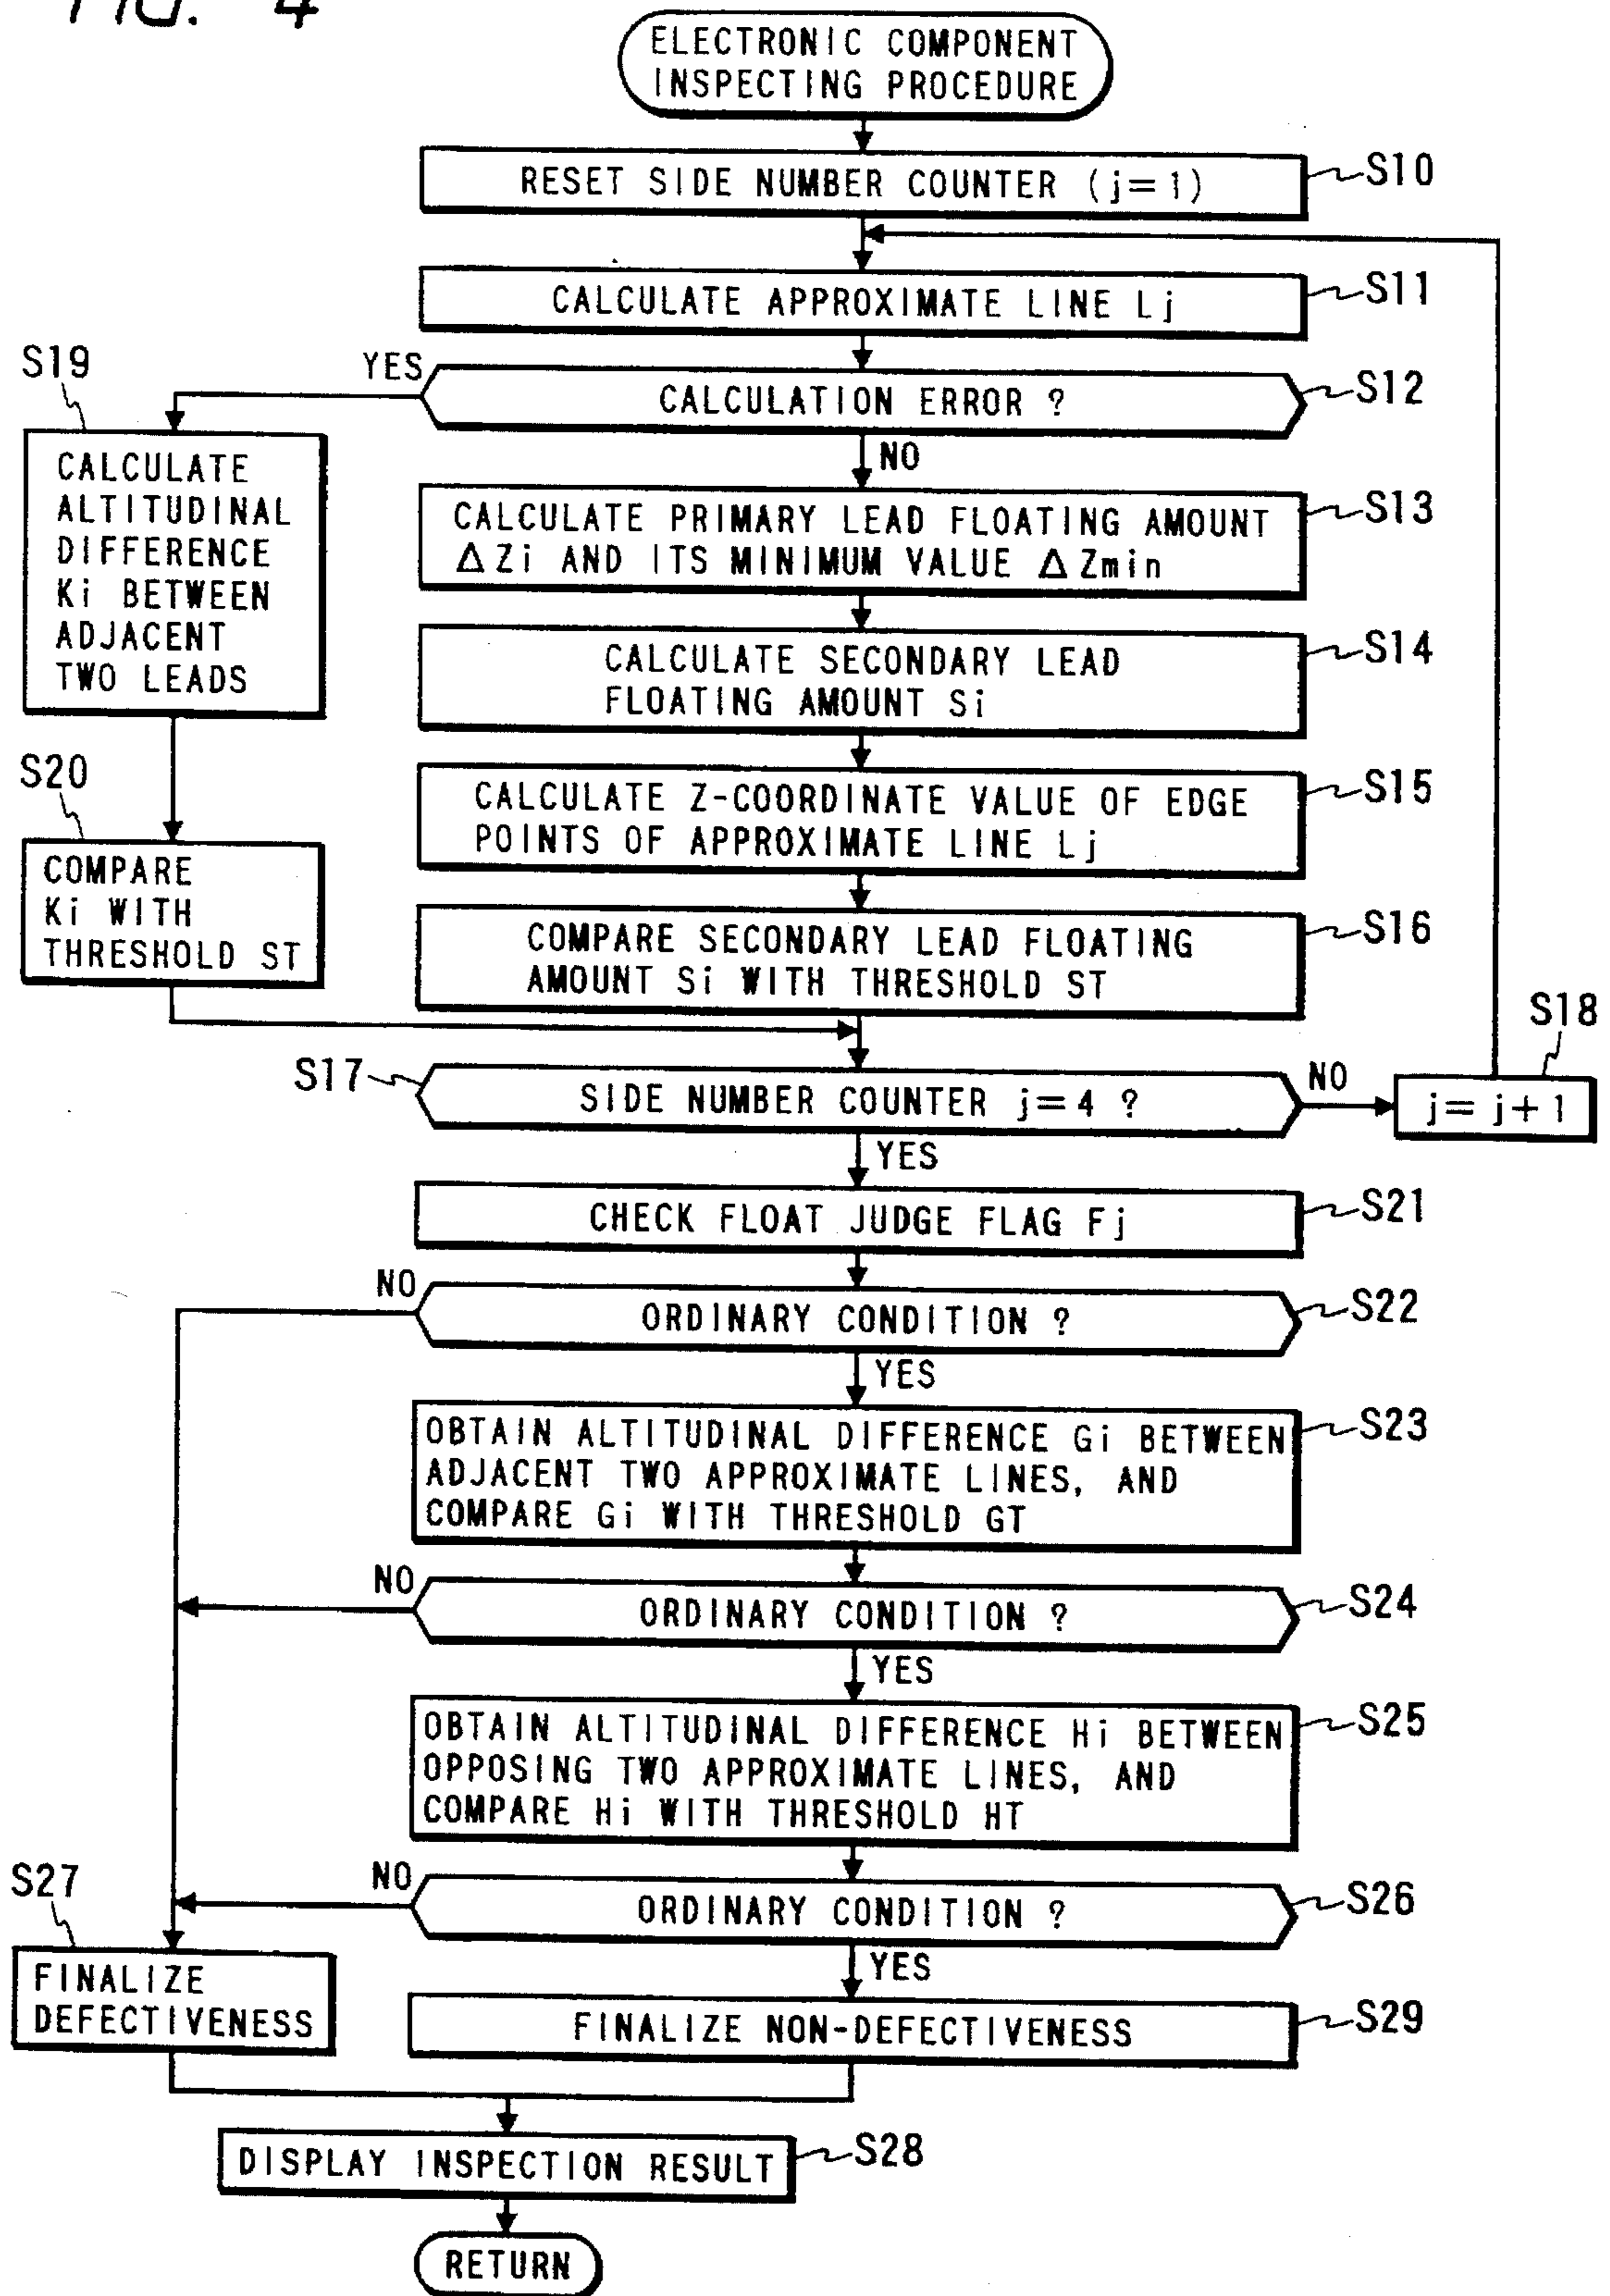 FIG. 4
ELECTRONIC COMPONENT
INSPECTING PROCEDURE
RESET SIDE NUMBER COUNTER (j=1)
S10
CALCULATE APPROXIMATE LINE Lj
S11
S19
YES
CALCULATION ERROR ?
S12
NO
CALCULATE
ALTITUDINAL
DIFFERENCE
Ki BETWEEN
ADJACENT
TWO LEADS
CALCULATE PRIMARY LEAD FLOATING AMOUNT
ΔZi AND ITS MINIMUM VALUE ΔZmin
S13
CALCULATE SECONDARY LEAD
FLOATING AMOUNT Si
S14
S20
COMPARE
Ki WITH
THRESHOLD ST
CALCULATE Z-COORDINATE VALUE OF EDGE
POINTS OF APPROXIMATE LINE Lj
S15
COMPARE SECONDARY LEAD FLOATING
AMOUNT Si WITH THRESHOLD ST
S16
S17
SIDE NUMBER COUNTER j=4 ?
NO
S18
j= j+1
YES
CHECK FLOAT JUDGE FLAG Fj
S21
NO
ORDINARY CONDITION ?
S22
YES
OBTAIN ALTITUDINAL DIFFERENCE Gi BETWEEN
ADJACENT TWO APPROXIMATE LINES, AND
COMPARE Gi WITH THRESHOLD GT
S23
NO
ORDINARY CONDITION ?
S24
YES
OBTAIN ALTITUDINAL DIFFERENCE Hi BETWEEN
OPPOSING TWO APPROXIMATE LINES, AND
COMPARE Hi WITH THRESHOLD HT
S25
S27
NO
ORDINARY CONDITION ?
S26
YES
FINALIZE
DEFECTIVENESS
FINALIZE NON-DEFECTIVENESS
S29
DISPLAY INSPECTION RESULT
S28
RETURN